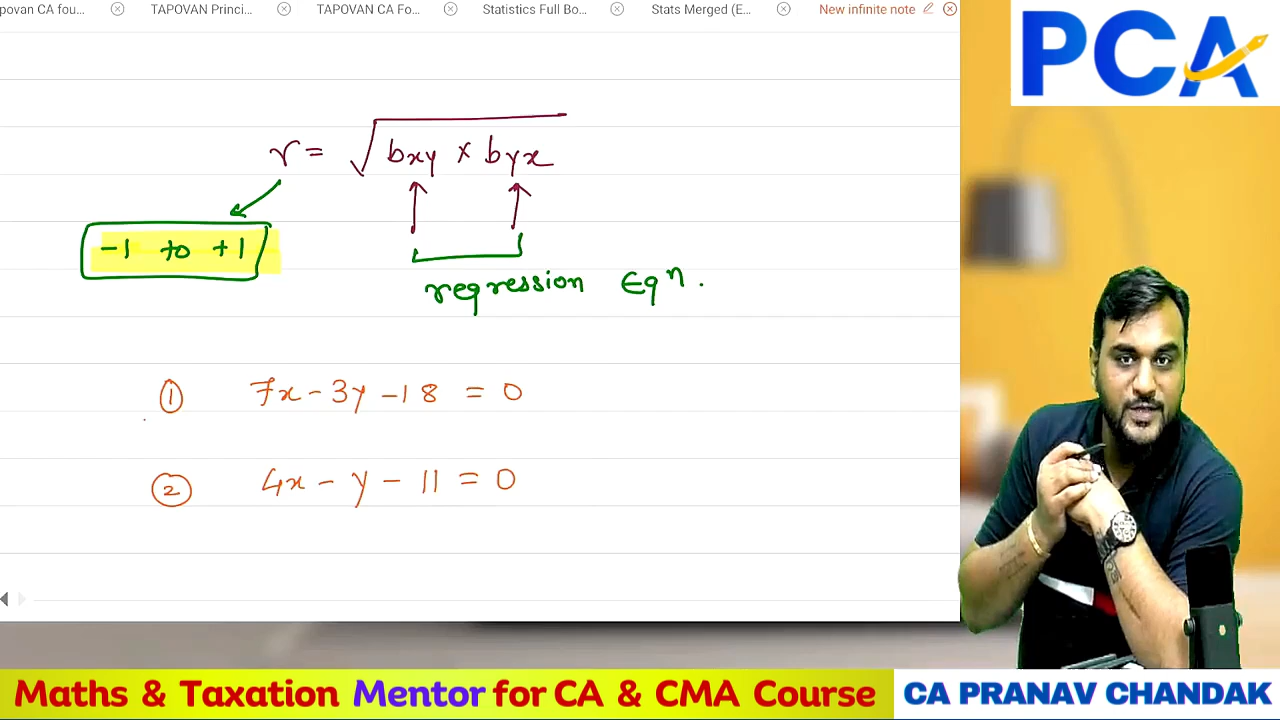 povan CA fou... TAPOVAN Princi... TAPOVAN CA Fo... Statistics Full Bo... Stats Merged (E... New infinite note
PCA
r = √bxy × byx
-1 to +1
regression Eqⁿ.
① 7x - 3y - 18 = 0
② 4x - y - 11 = 0
Maths & Taxation Mentor for CA & CMA Course
CA PRANAV CHANDAK